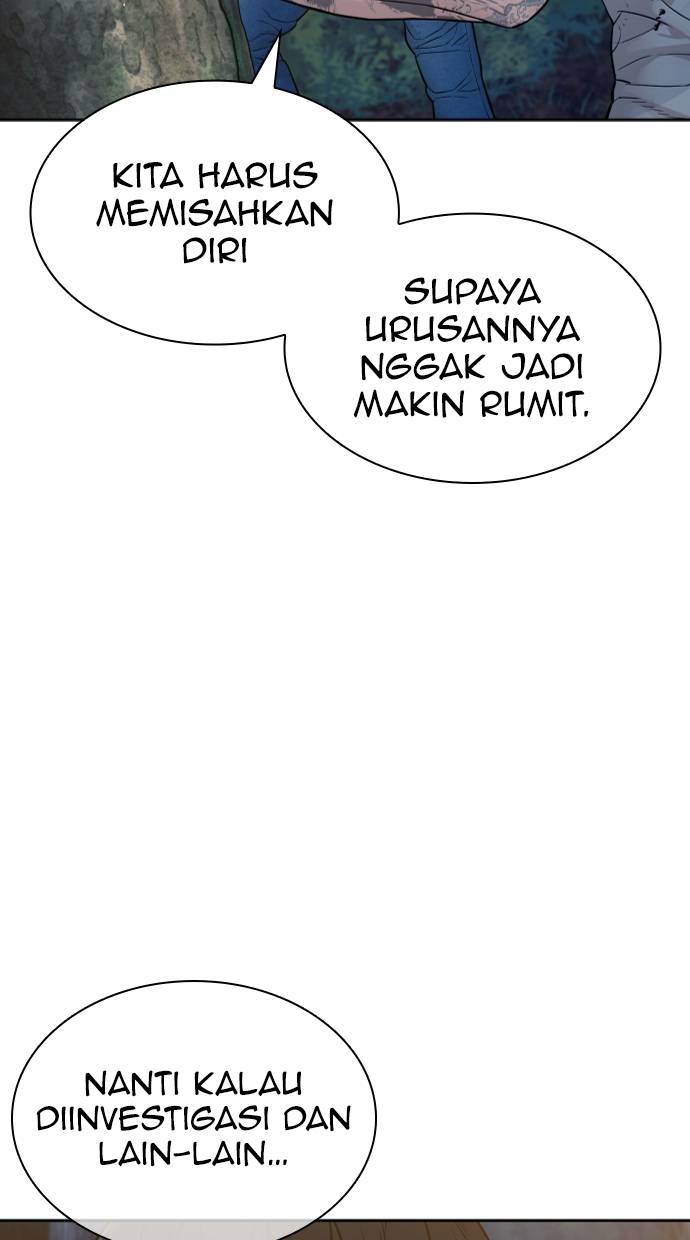 KITA HARUS
MEMISAHKAN
DIRI
SUPAYA
URUSANNYA
NGGAK JADI
MAKIN RUMIT.
NANTI KALAU
DIINVESTIGASI DAN
LAIN-LAIN...